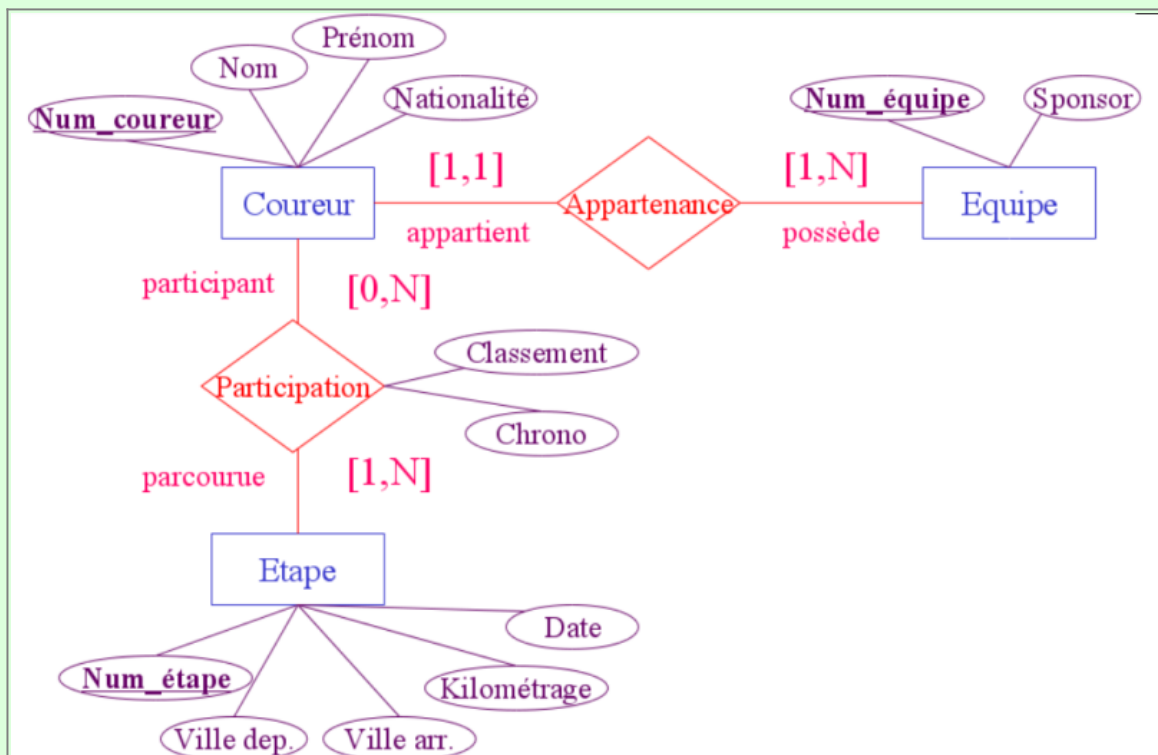 Prénom
Nom
Nationalité
Num_coureur
Num_équipe
Sponsor
[1,1]
[1,N]
Coureur
Appartenance
Equipe
appartient
possède
participant
[0,N]
Classement
Participation
Chrono
parcourue
[1,N]
Etape
Date
Num_étape
Kilométrage
Ville dep.
Ville arr.